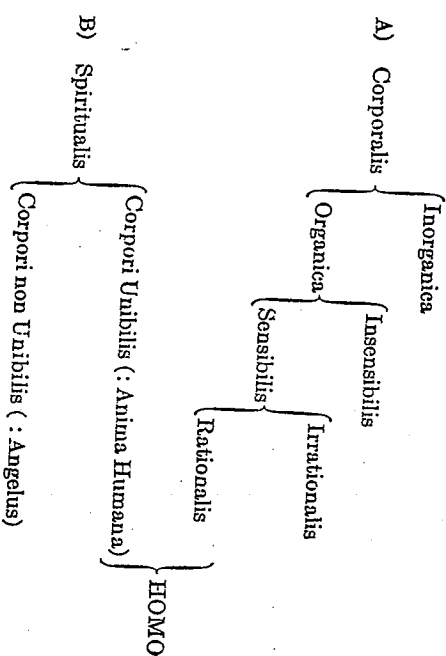 A) Corporalis
Inorganica
Organica
Insensibilis
Sensibilis
Irrationalis
Rationalis
HOMO
B) Spiritualis
Corpori Unibilis (: Anima Humana)
Corpori non Unibilis (: Angelus)